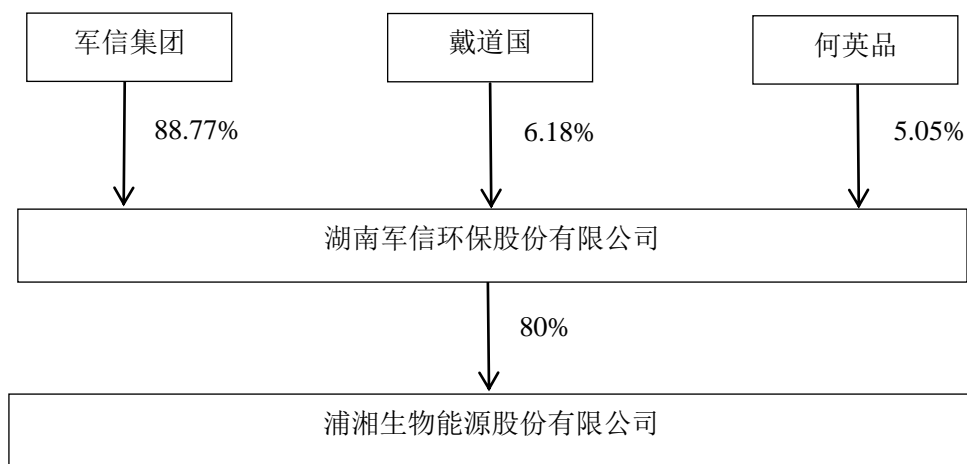 军信集团
戴道国
何英品
88.77%
6.18%
5.05%
湖南军信环保股份有限公司
80%
浦湘生物能源股份有限公司